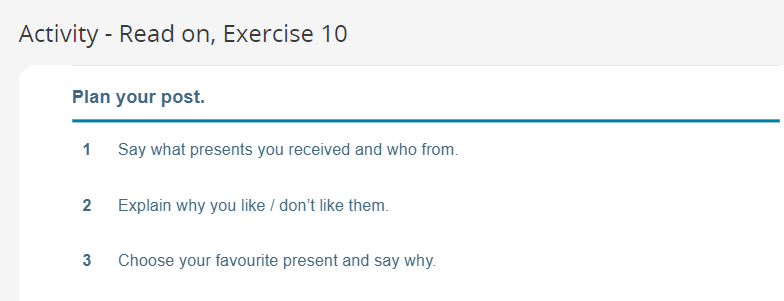 Activity - Read on, Exercise 10
Plan your post.
1 Say what presents you received and who from.
2 Explain why you like / don't like them.
3 Choose your favourite present and say why.